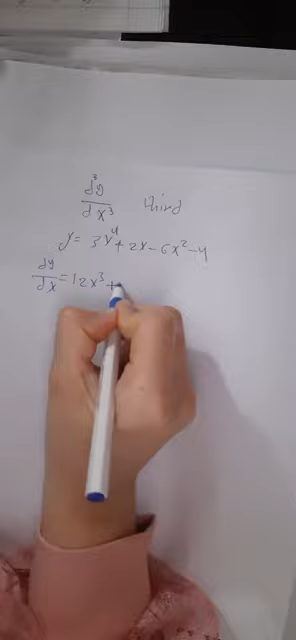 d³y
dx³ third
y = 3x⁴ + 2x - 6x² - 4
dy
dx = 12x³ +